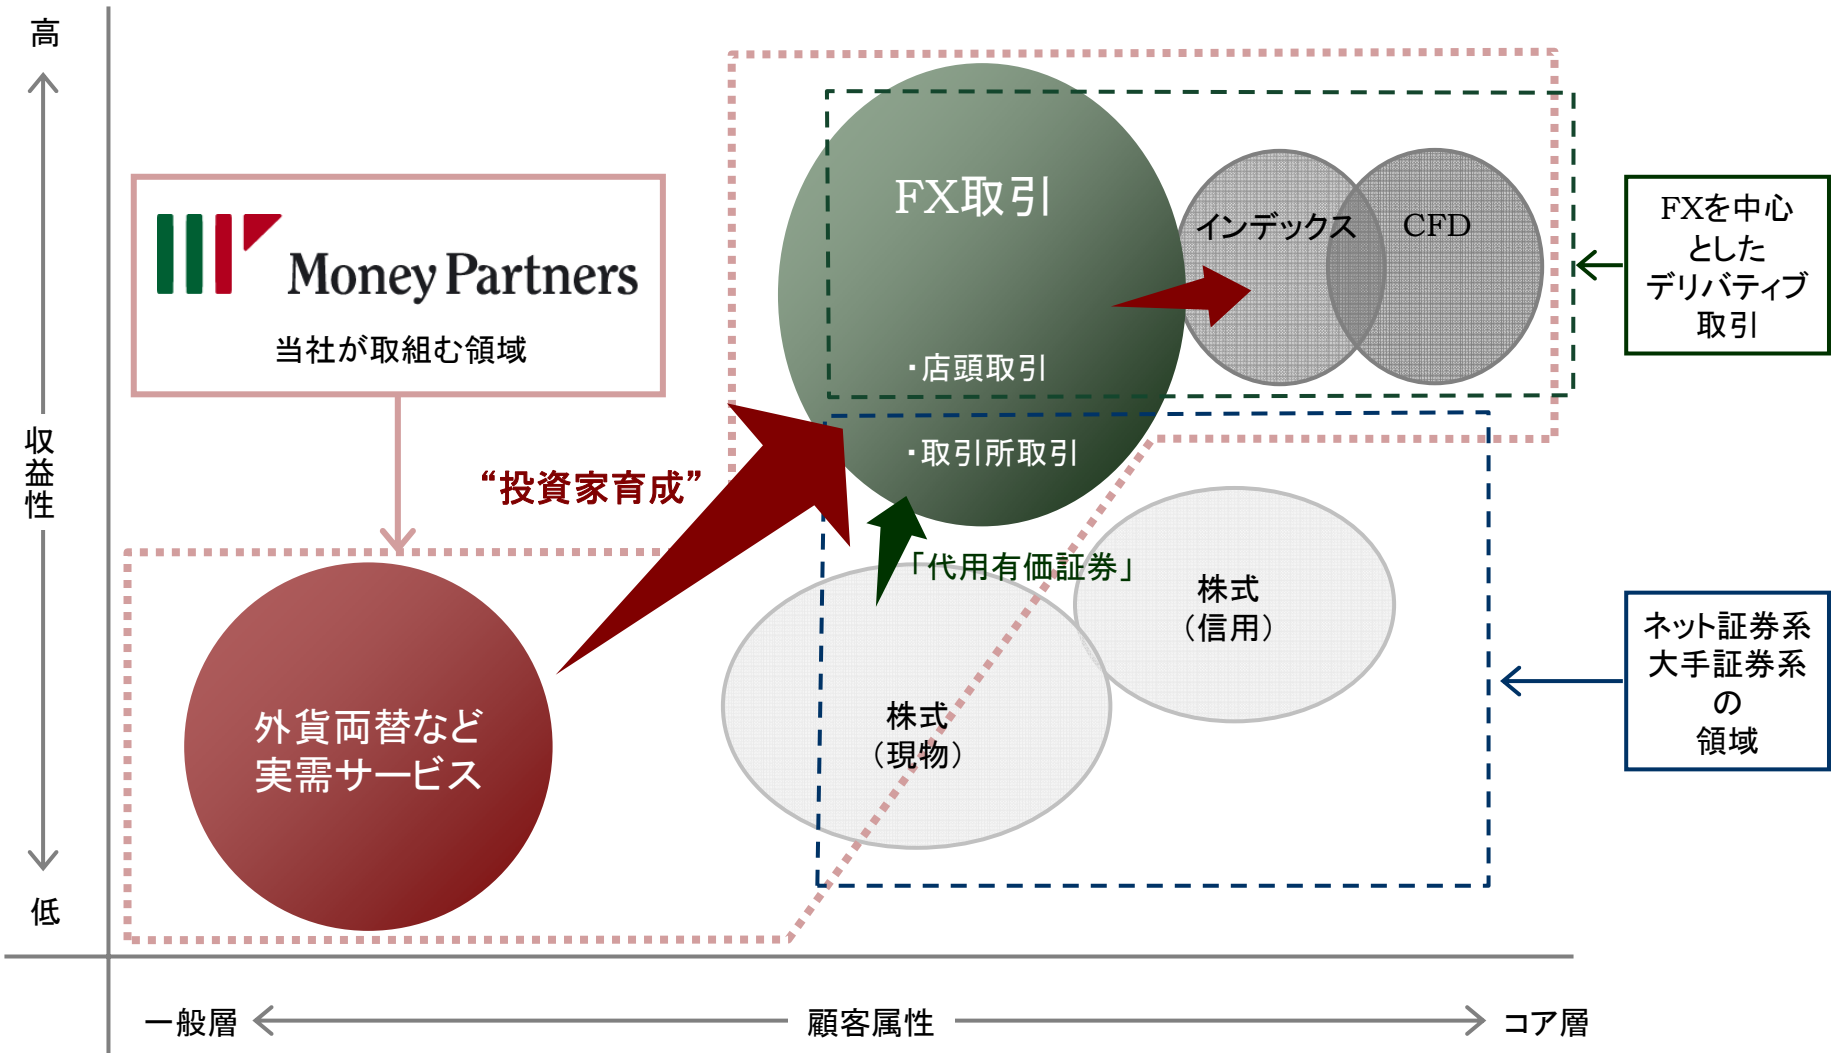 高
収益性
低
Money Partners
当社が取組む領域
FX取引
・店頭取引
・取引所取引
インデックス
CFD
FXを中心
とした
デリバティブ
取引
“投資家育成”
「代用有価証券」
株式
（信用）
株式
（現物）
外貨両替など
実需サービス
ネット証券系
大手証券系
の
領域
一般層
顧客属性
コア層